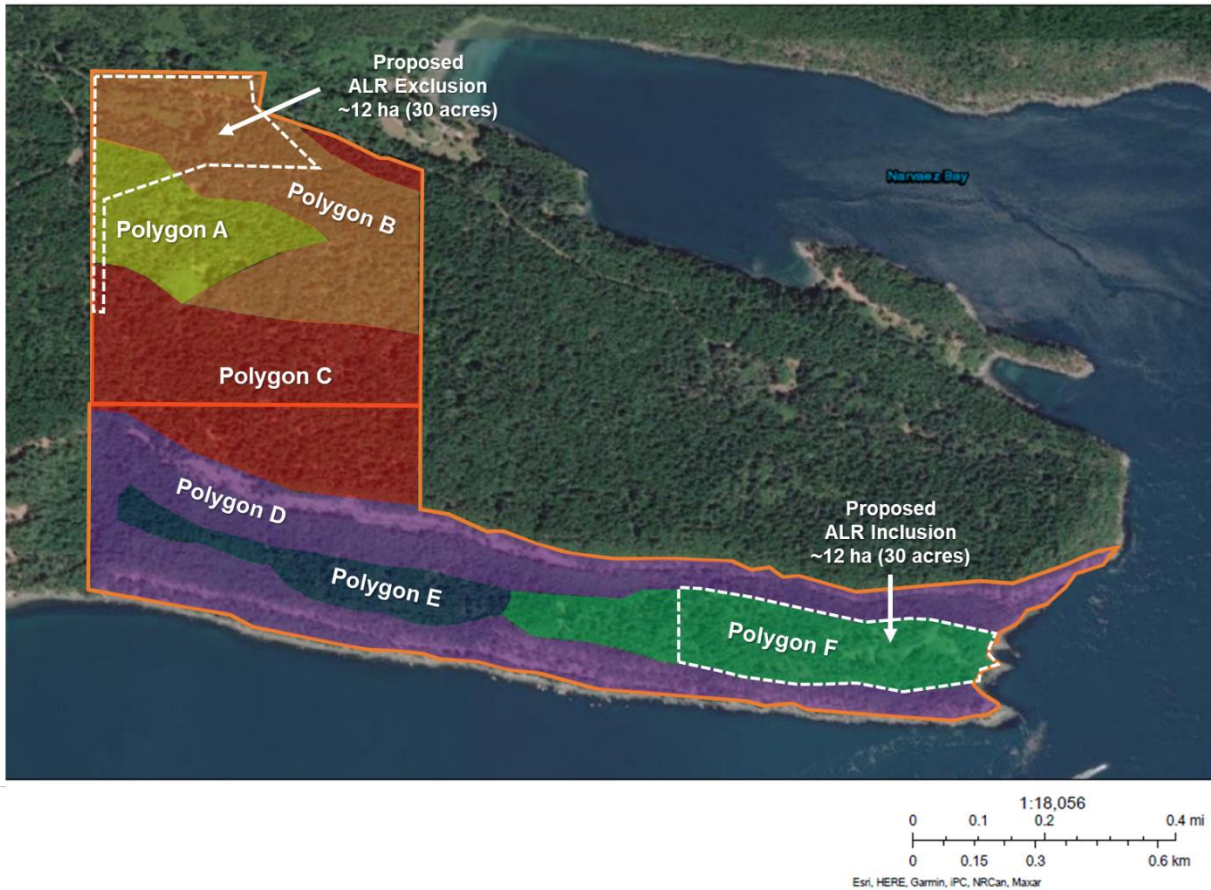 Proposed
ALR Exclusion
~12 ha (30 acres)
Narvaez Bay
Polygon B
Polygon A
Polygon C
Polygon D
Proposed
ALR Inclusion
~12 ha (30 acres)
Polygon E
Polygon F
1:18,056
0 0.1 0.2 0.4 mi
0 0.15 0.3 0.6 km
Esri, HERE, Garmin, iPC, NRCan, Maxar